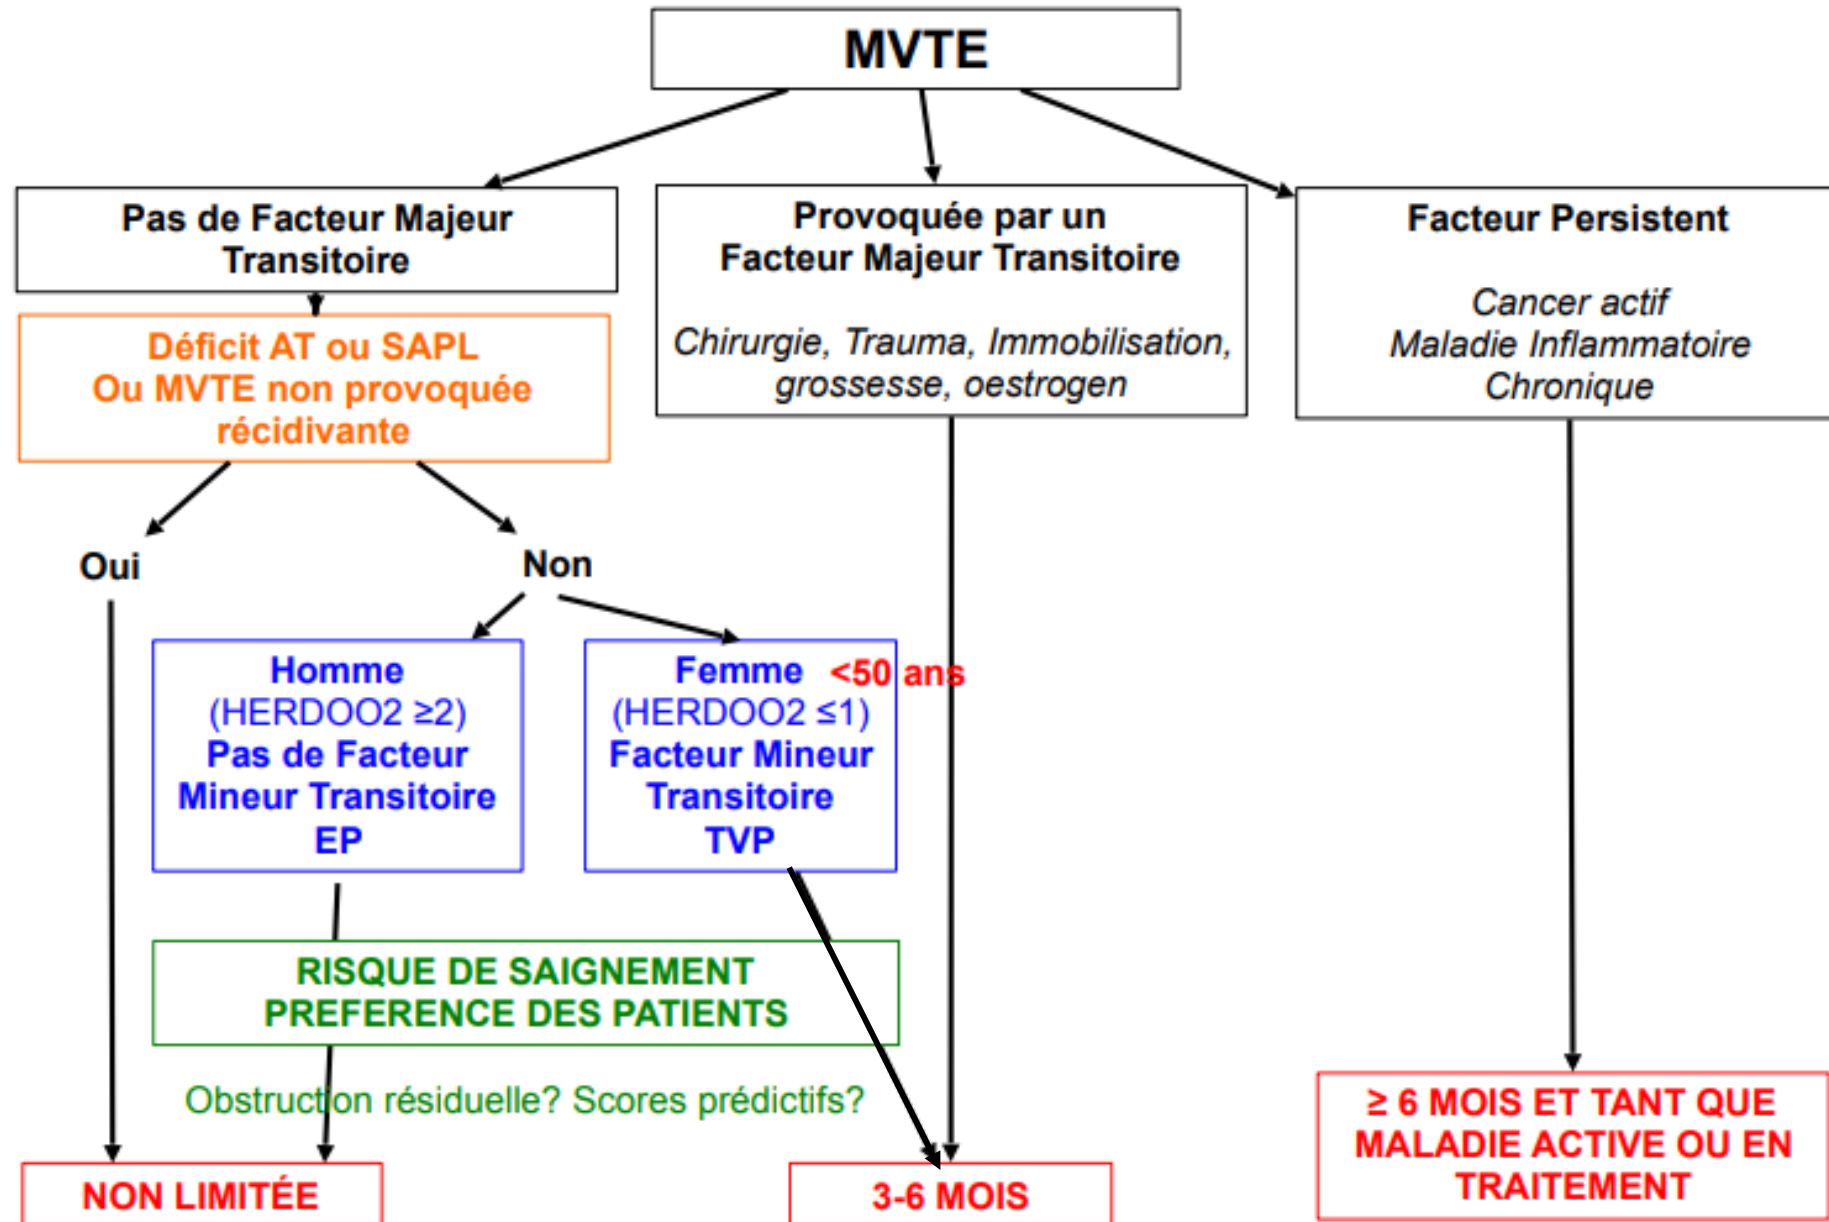 MVTE
Pas de Facteur Majeur
Transitoire
Provoquée par un
Facteur Majeur Transitoire
Chirurgie, Trauma, Immobilisation,
grossesse, oestrogen
Facteur Persistent
Cancer actif
Maladie Inflammatoire
Chronique
Déficit AT ou SAPL
Ou MVTE non provoquée
récidivante
Oui
Non
Homme
(HERDOO2 ≥2)
Pas de Facteur
Mineur Transitoire
EP
Femme <50 ans
(HERDOO2 ≤1)
Facteur Mineur
Transitoire
TVP
RISQUE DE SAIGNEMENT
PREFERENCE DES PATIENTS
Obstruction résiduelle? Scores prédictifs?
NON LIMITÉE
3-6 MOIS
≥ 6 MOIS ET TANT QUE
MALADIE ACTIVE OU EN
TRAITEMENT